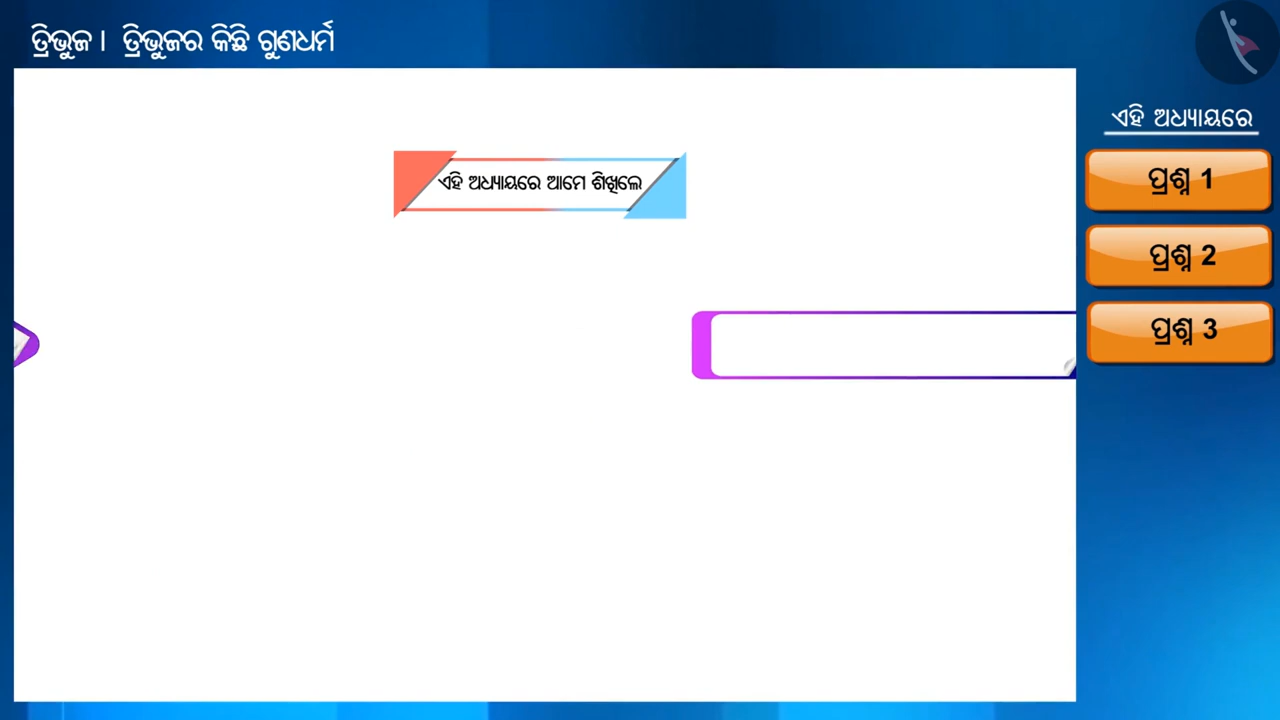 ତ୍ରିଭୁଜ। ତ୍ରିଭୁଜର କିଛି ଗୁଣଧର୍ମ
ଏହି ଅଧ୍ୟାୟରେ
ଏହି ଅଧ୍ୟାୟରେ ଆମେ ଶିଖିଲେ
ପ୍ରଶ୍ନ 1
ପ୍ରଶ୍ନ 2
ପ୍ରଶ୍ନ 3